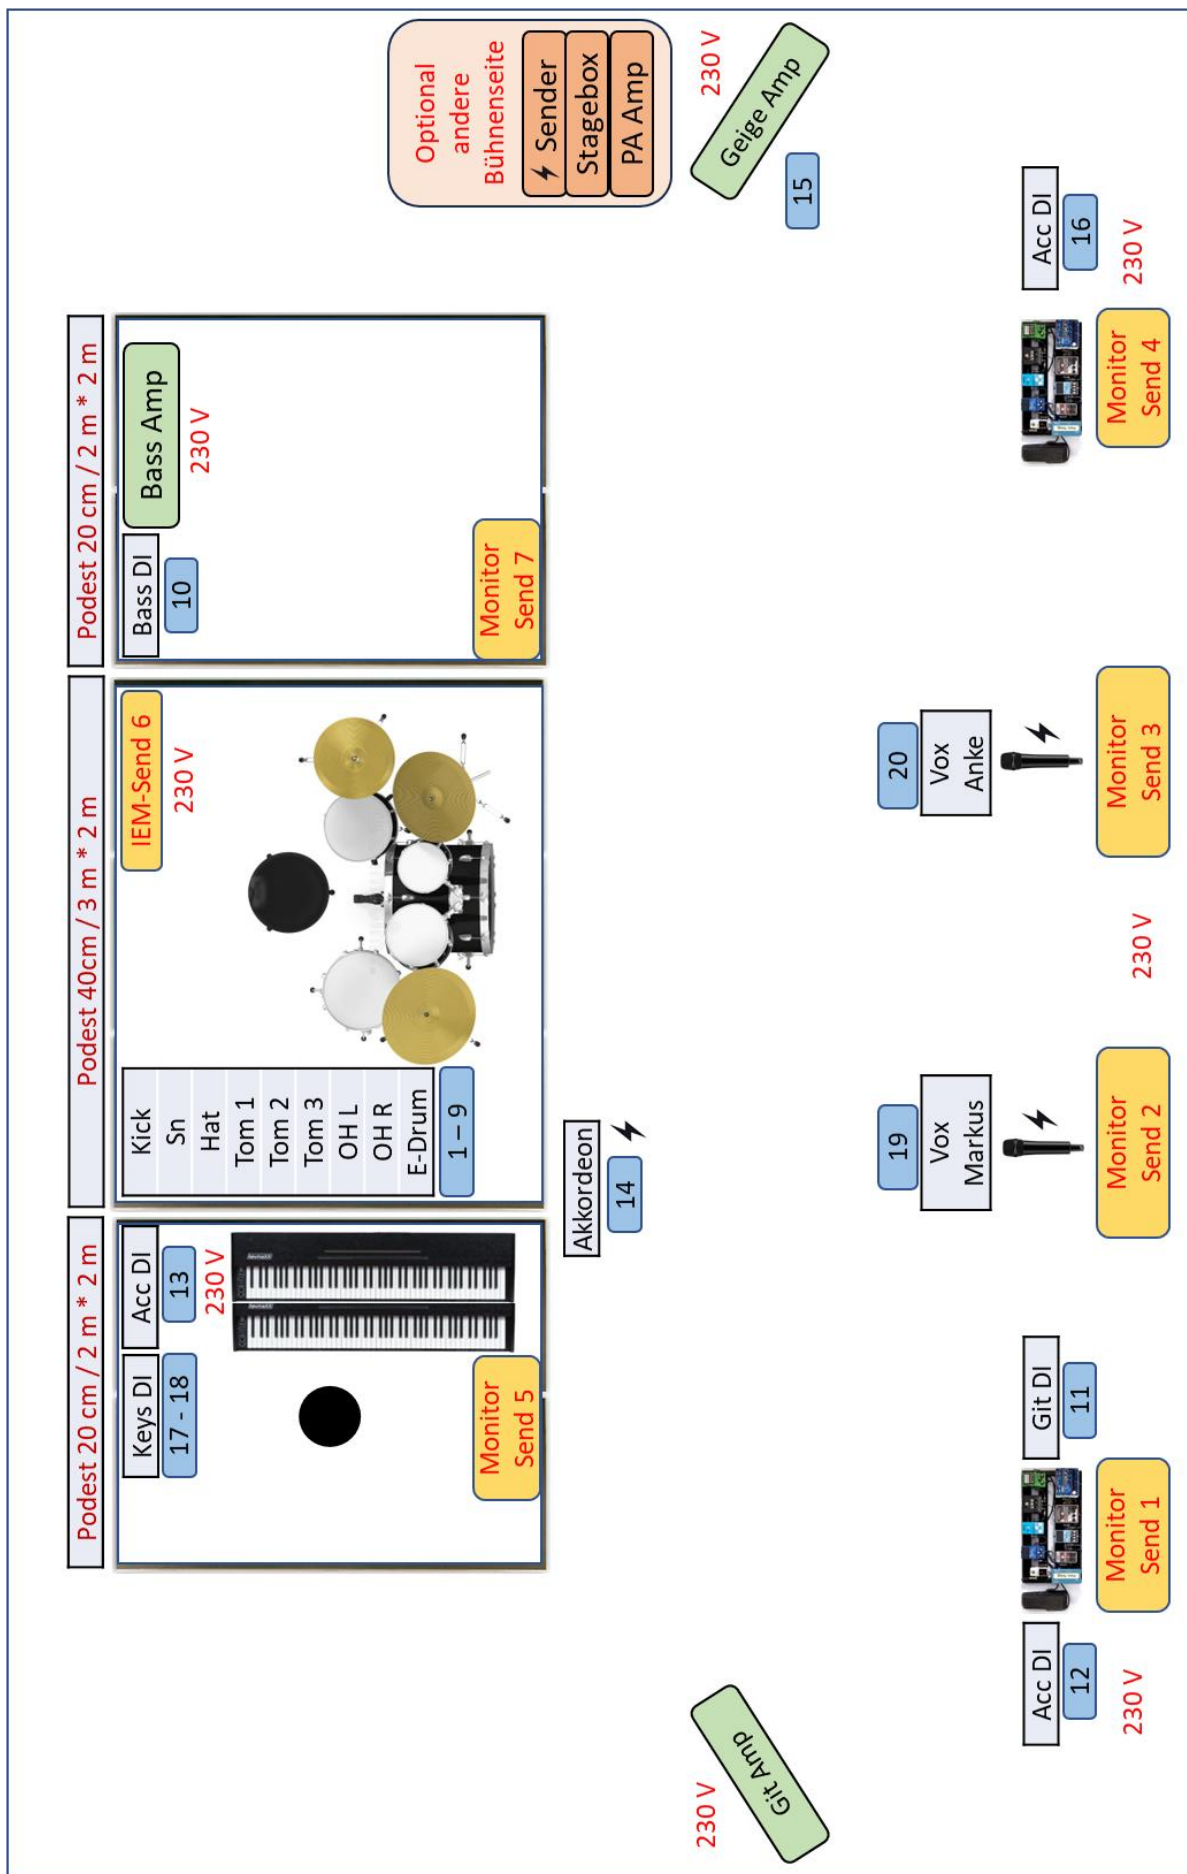 Podest 20 cm / 2 m * 2 m
Podest 40cm / 3 m * 2 m
Podest 20 cm / 2 m * 2 m
Keys DI
17 - 18
Acc DI
13
230 V
Monitor
Send 5
Kick
Sn
Hat
Tom 1
Tom 2
Tom 3
OH L
OH R
E-Drum
1 – 9
IEM-Send 6
230 V
Bass DI
10
Bass Amp
230 V
Monitor
Send 7
Optional
andere
Bühnenseite
Sender
Stagebox
PA Amp
Akkordeon
14
230 V
Git Amp
230 V
Geige Amp
15
19
Vox
Markus
20
Vox
Anke
Acc DI
12
230 V
Git DI
11
Acc DI
16
230 V
Monitor
Send 1
Monitor
Send 2
230 V
Monitor
Send 3
Monitor
Send 4